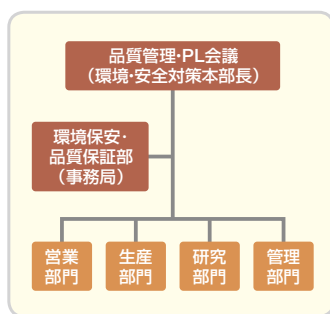 品質管理・PL会議
（環境・安全対策本部長）
環境保安・
品質保証部
（事務局）
営業
部門
生産
部門
研究
部門
管理
部門